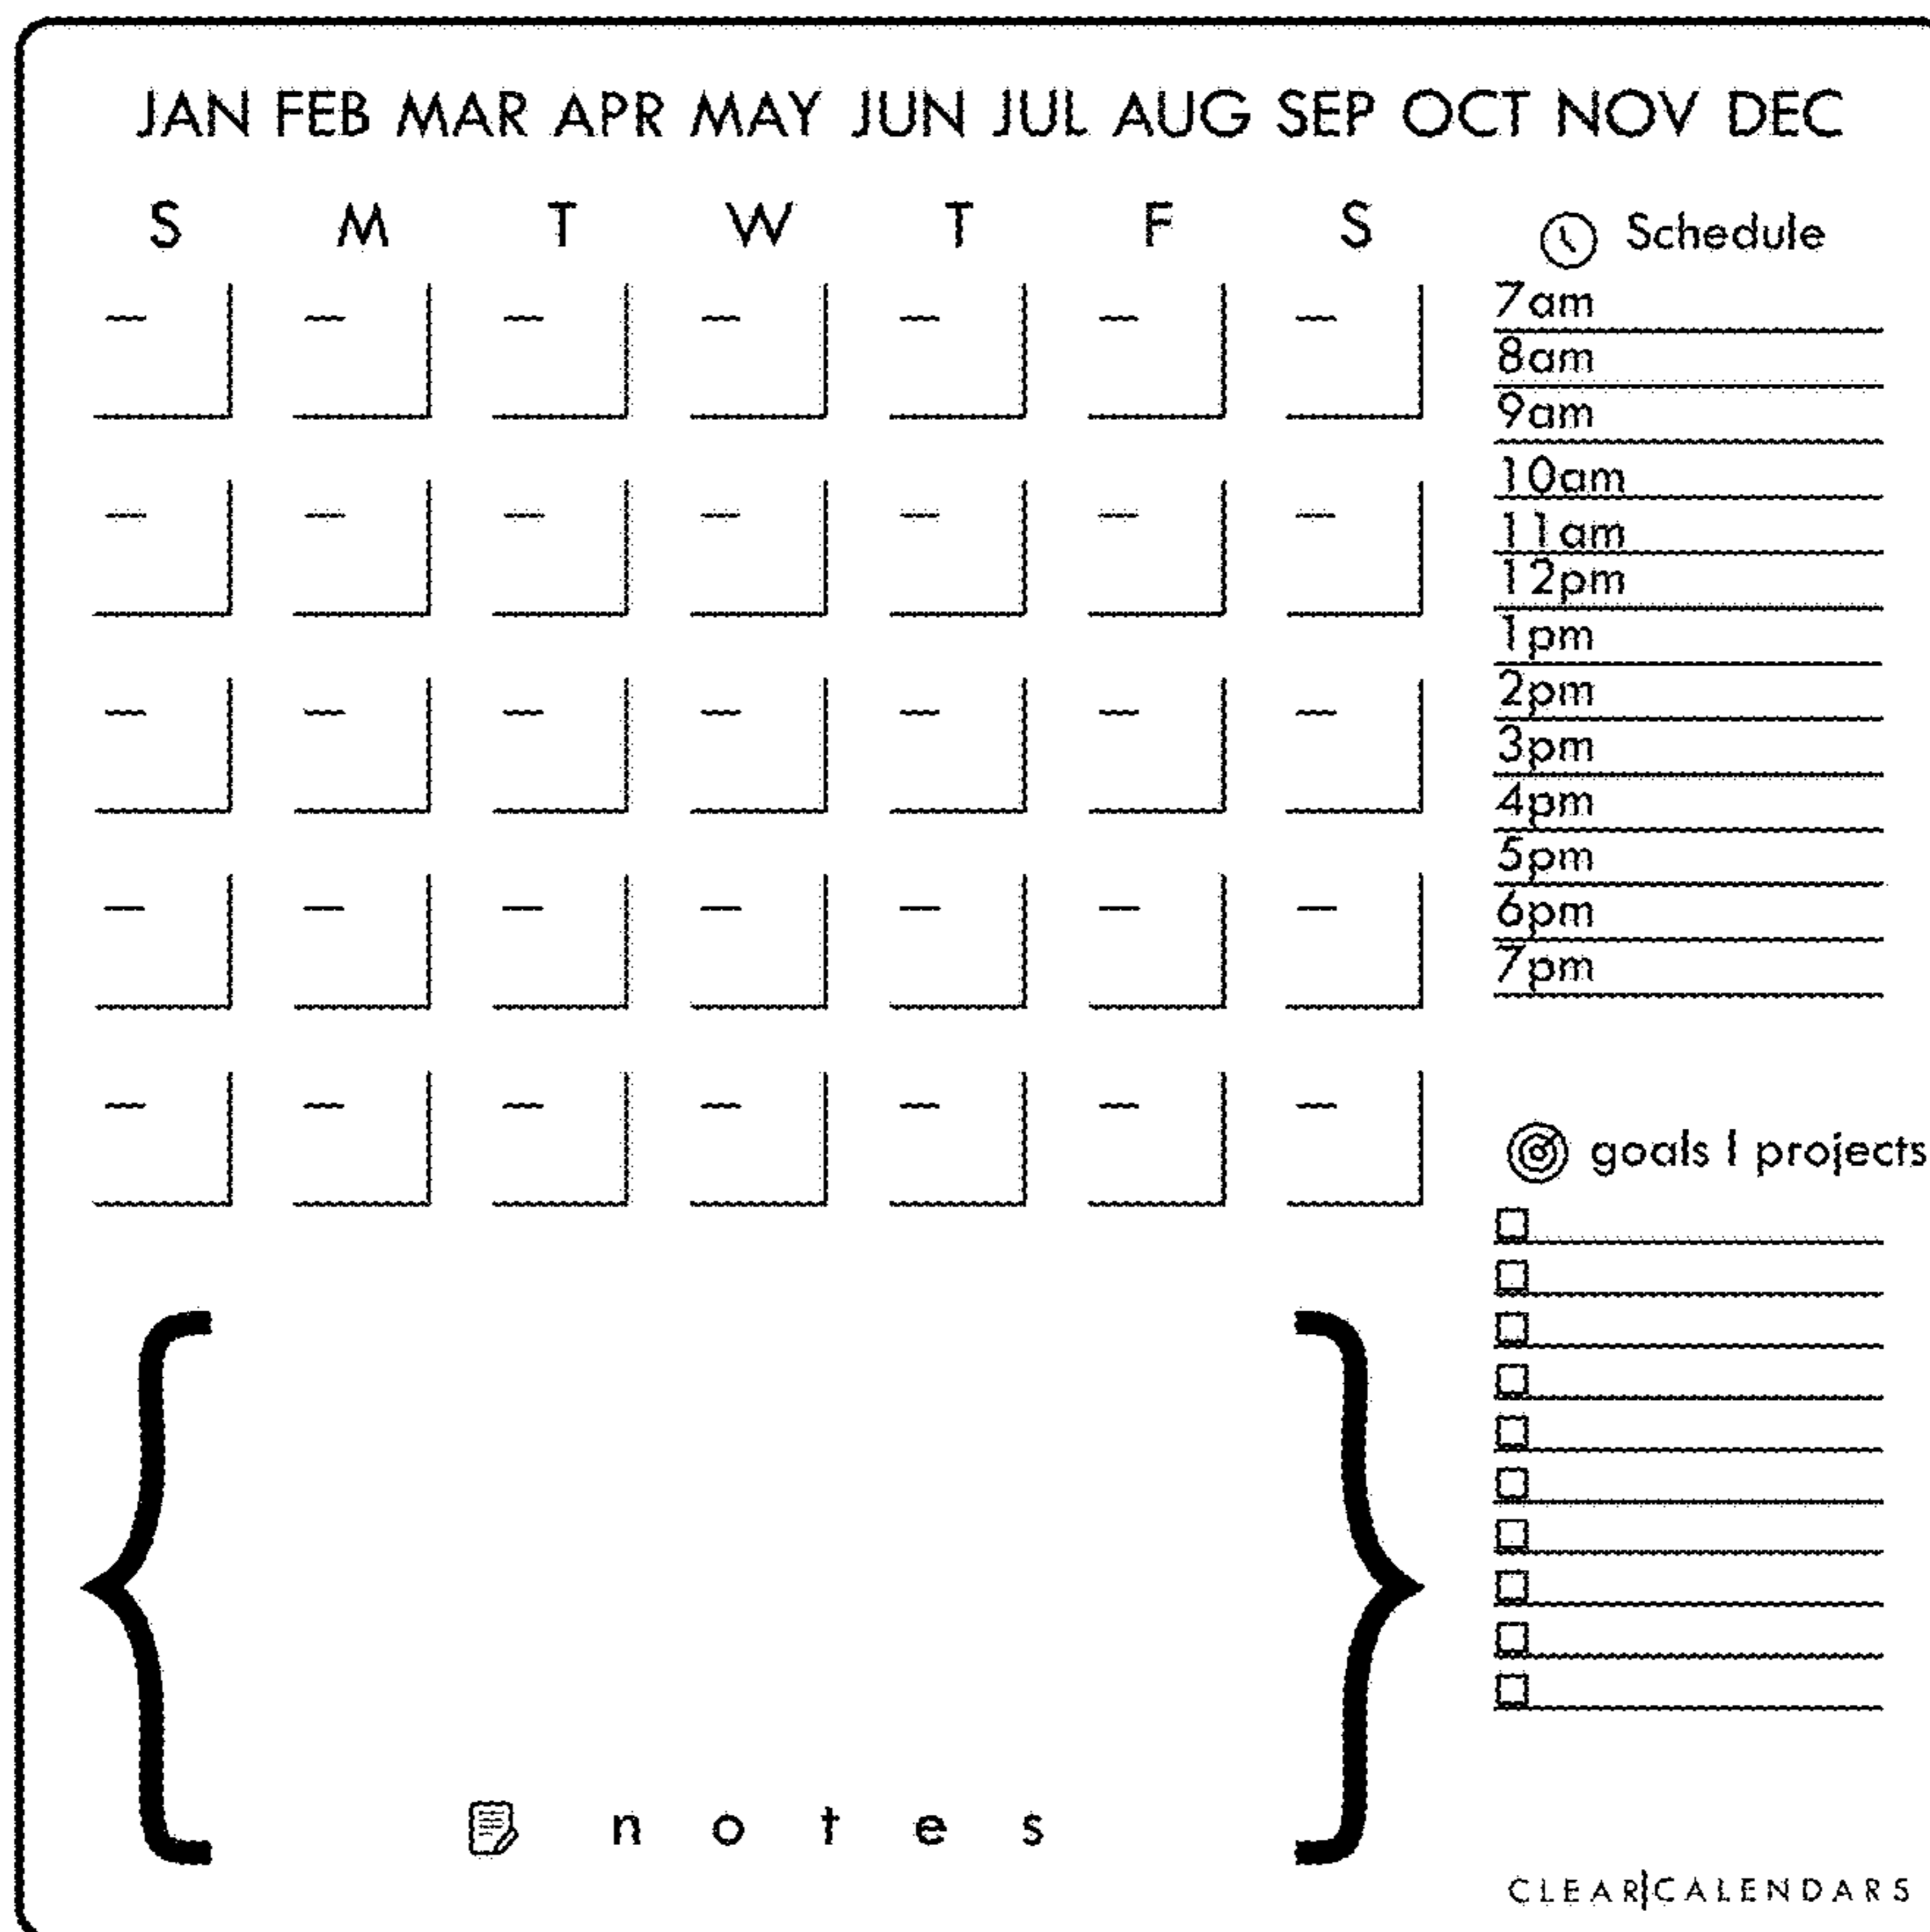 JAN FEB MAR APR MAY JUN JUL AUG SEP OCT NOV DEC
S M T W T F S
Schedule
7am
8am
9am
10am
11am
12pm
1pm
2pm
3pm
4pm
5pm
6pm
7pm
goals | projects
notes
CLEAR|CALENDARS